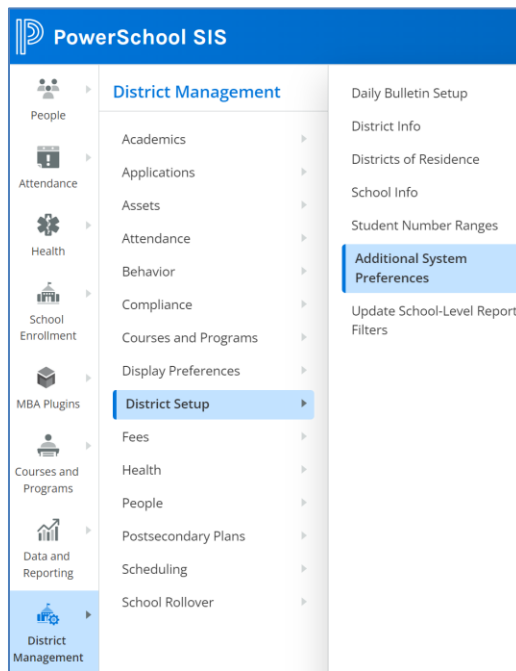 PowerSchool SIS
People
Attendance
Health
School
Enrollment
MBA Plugins
Courses and
Programs
Data and
Reporting
District
Management
District Management
Academics
Applications
Assets
Attendance
Behavior
Compliance
Courses and Programs
Display Preferences
District Setup
Fees
Health
People
Postsecondary Plans
Scheduling
School Rollover
Daily Bulletin Setup
District Info
Districts of Residence
School Info
Student Number Ranges
Additional System
Preferences
Update School-Level Report
Filters